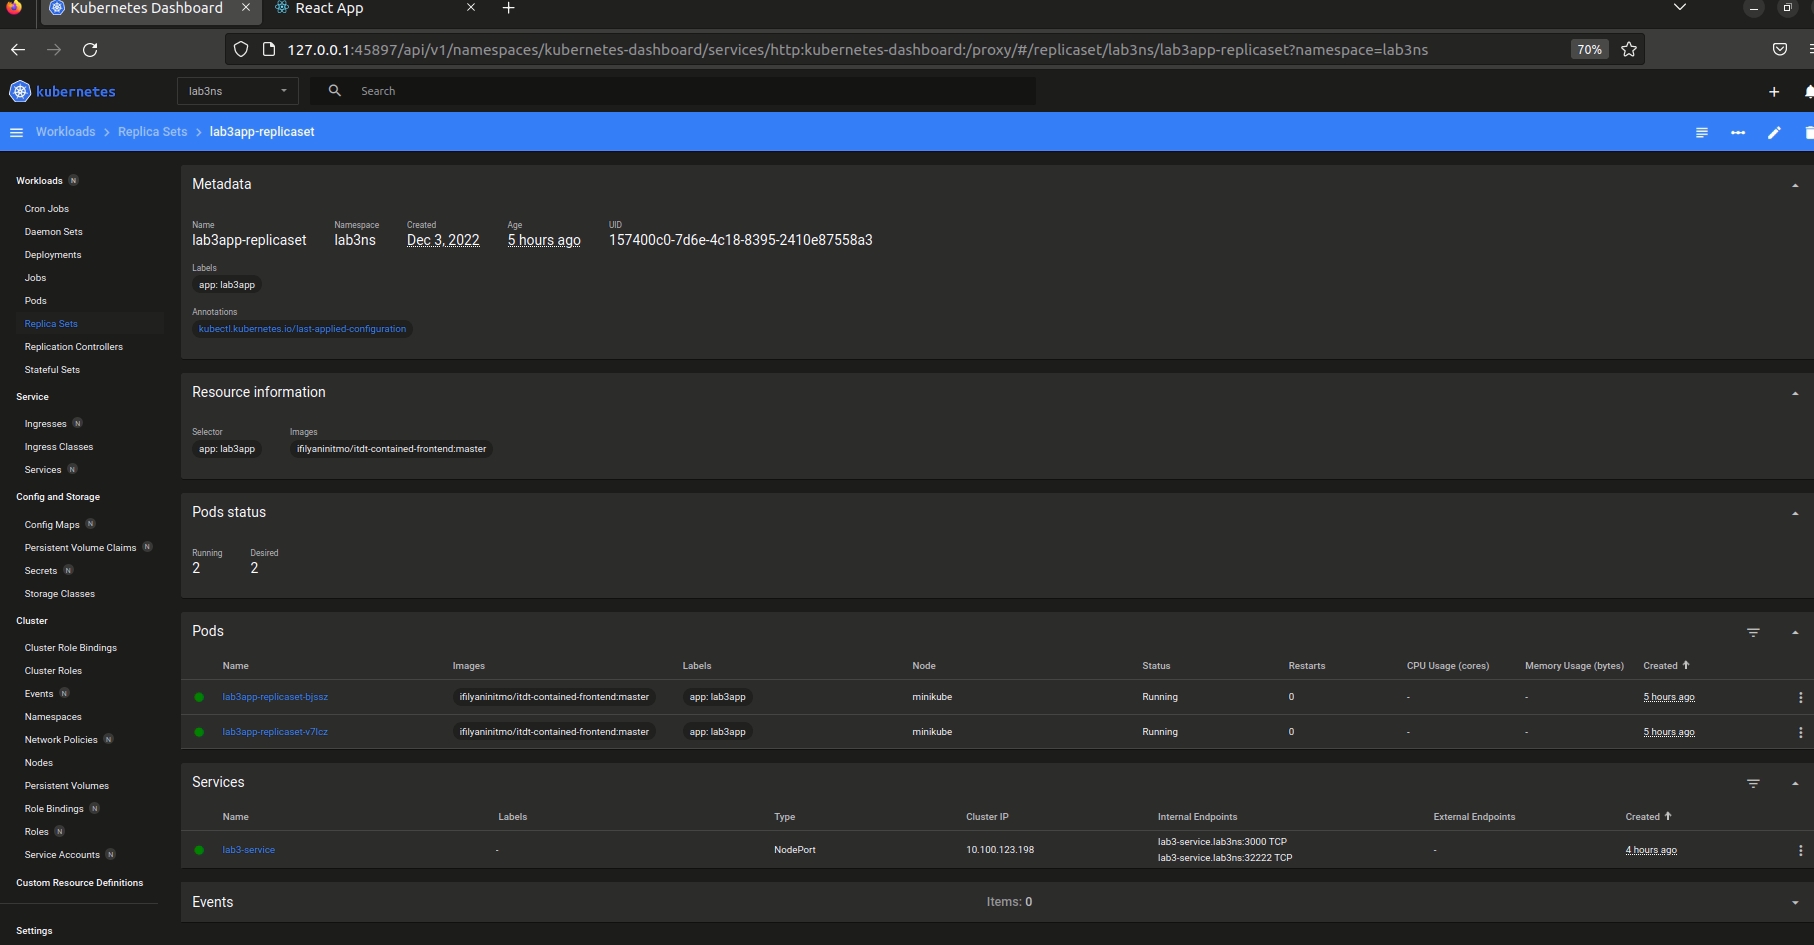 Kubernetes Dashboard × React App × +
127.0.0.1:45897/api/v1/namespaces/kubernetes-dashboard/services/http:kubernetes-dashboard:/proxy/#/replicaset/lab3ns/lab3app-replicaset?namespace=lab3ns 70%
kubernetes lab3ns Search +
Workloads > Replica Sets > lab3app-replicaset
Workloads N
Cron Jobs
Daemon Sets
Deployments
Jobs
Pods
Replica Sets
Replication Controllers
Stateful Sets
Service
Ingresses N
Ingress Classes
Services N
Config and Storage
Config Maps N
Persistent Volume Claims N
Secrets N
Storage Classes
Cluster
Cluster Role Bindings
Cluster Roles
Events N
Namespaces
Network Policies N
Nodes
Persistent Volumes
Role Bindings N
Roles N
Service Accounts N
Custom Resource Definitions
Settings
Metadata
Name Namespace Created Age UID
lab3app-replicaset lab3ns Dec 3, 2022 5 hours ago 157400c0-7d6e-4c18-8395-2410e87558a3
Labels
app: lab3app
Annotations
kubectl.kubernetes.io/last-applied-configuration
Resource information
Selector Images
app: lab3app ifilyaninitmo/itdt-contained-frontend:master
Pods status
Running Desired
2 2
Pods
Name Images Labels Node Status Restarts CPU Usage (cores) Memory Usage (bytes) Created ↑
lab3app-replicaset-bjssz ifilyaninitmo/itdt-contained-frontend:master app: lab3app minikube Running 0 - - 5 hours ago
lab3app-replicaset-v7lcz ifilyaninitmo/itdt-contained-frontend:master app: lab3app minikube Running 0 - - 5 hours ago
Services
Name Labels Type Cluster IP Internal Endpoints External Endpoints Created ↑
lab3-service - NodePort 10.100.123.198 lab3-service.lab3ns:3000 TCP - 4 hours ago
lab3-service.lab3ns:32222 TCP
Events Items: 0